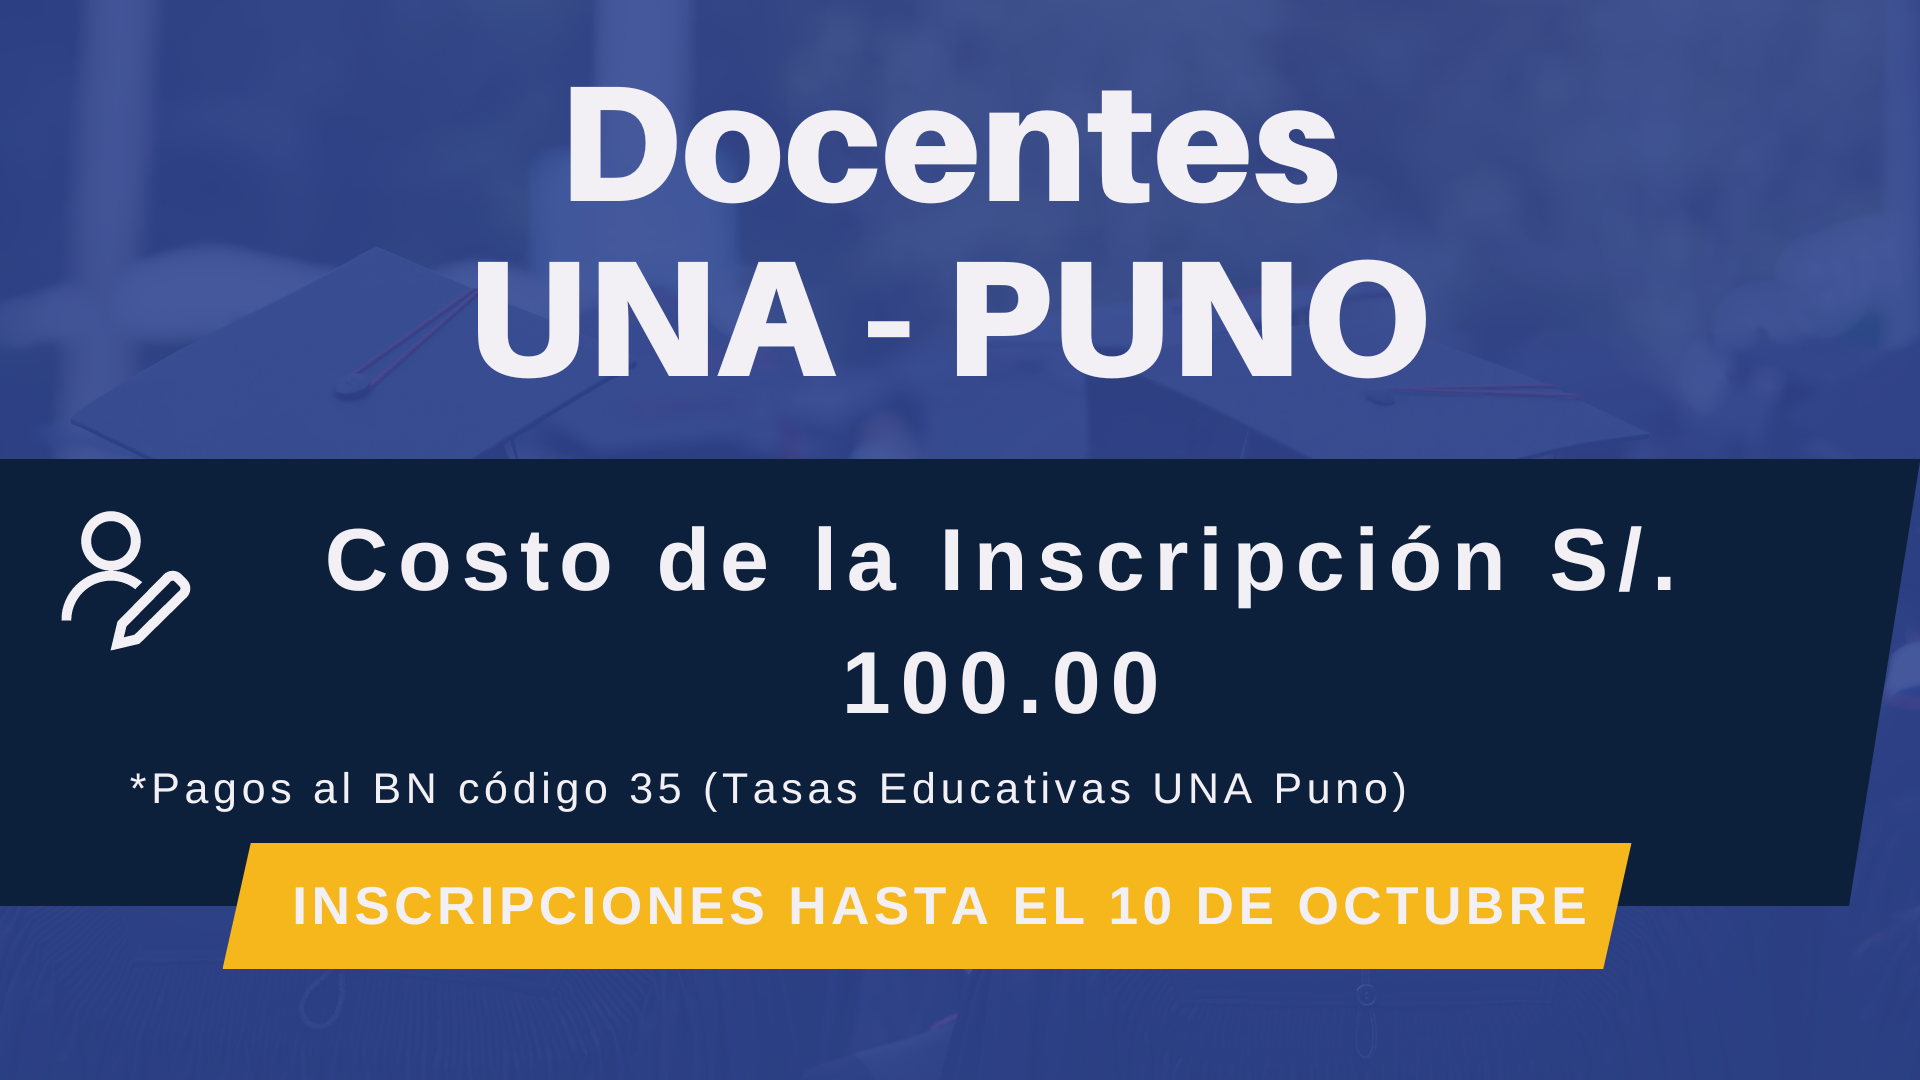 Docentes
UNA - PUNO
Costo de la Inscripción S/.
100.00
*Pagos al BN código 35 (Tasas Educativas UNA Puno)
INSCRIPCIONES HASTA EL 10 DE OCTUBRE